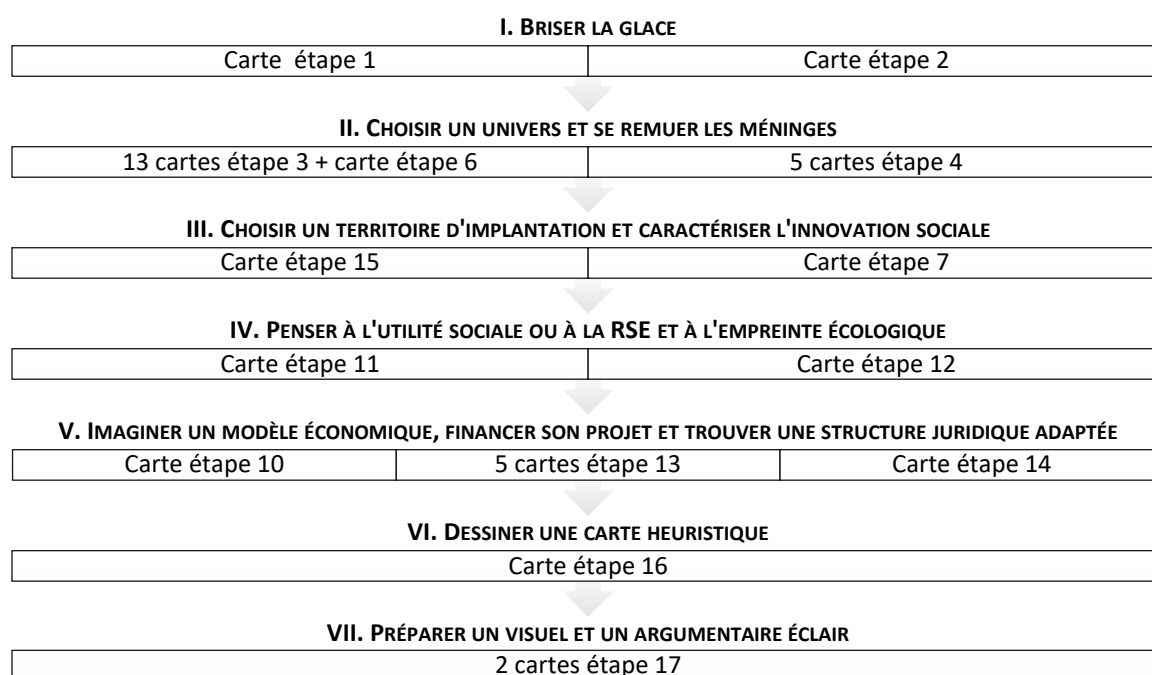 I. BRISER LA GLACE
Carte étape 1
Carte étape 2
II. CHOISIR UN UNIVERS ET SE REMUER LES MÉNINGES
13 cartes étape 3 + carte étape 6
5 cartes étape 4
III. CHOISIR UN TERRITOIRE D'IMPLANTATION ET CARACTÉRISER L'INNOVATION SOCIALE
Carte étape 15
Carte étape 7
IV. PENSER À L'UTILITÉ SOCIALE OU À LA RSE ET À L'EMPREINTE ÉCOLOGIQUE
Carte étape 11
Carte étape 12
V. IMAGINER UN MODÈLE ÉCONOMIQUE, FINANCER SON PROJET ET TROUVER UNE STRUCTURE JURIDIQUE ADAPTÉE
Carte étape 10
5 cartes étape 13
Carte étape 14
VI. DESSINER UNE CARTE HEURISTIQUE
Carte étape 16
VII. PRÉPARER UN VISUEL ET UN ARGUMENTAIRE ÉCLAIR
2 cartes étape 17